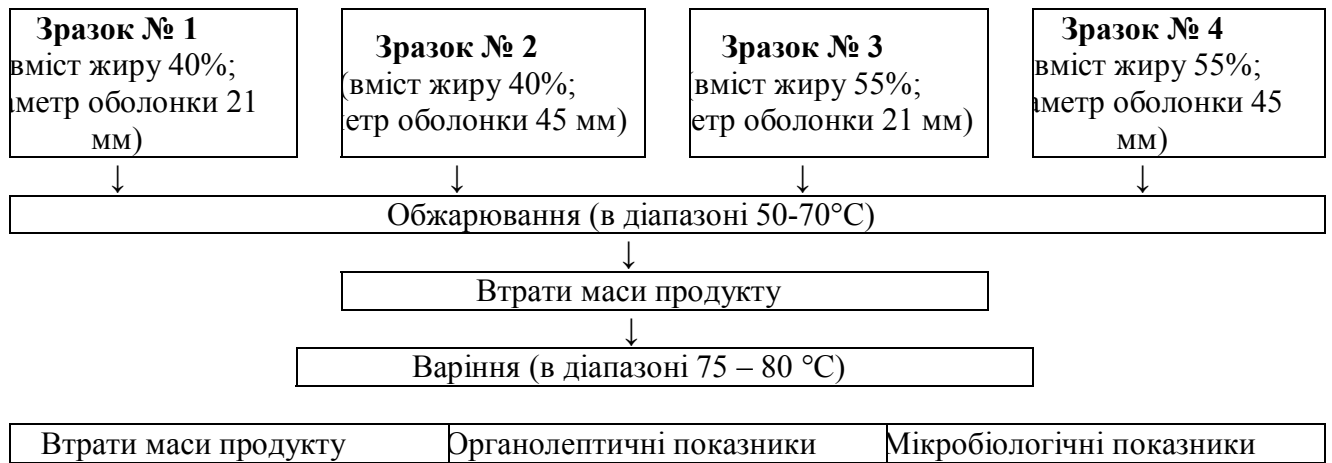 Зразок № 1
вміст жиру 40%;
аметр оболонки 21
мм)
Зразок № 2
(вміст жиру 40%;
етр оболонки 45 мм)
Зразок № 3
вміст жиру 55%;
етр оболонки 21 мм)
Зразок № 4
вміст жиру 55%;
аметр оболонки 45
мм)
↓ ↓ ↓ ↓
Обжарювання (в діапазоні 50-70°С)
↓
Втрати маси продукту
↓
Варіння (в діапазоні 75 – 80 °С)
Втрати маси продукту Органолептичні показники Мікробіологічні показники